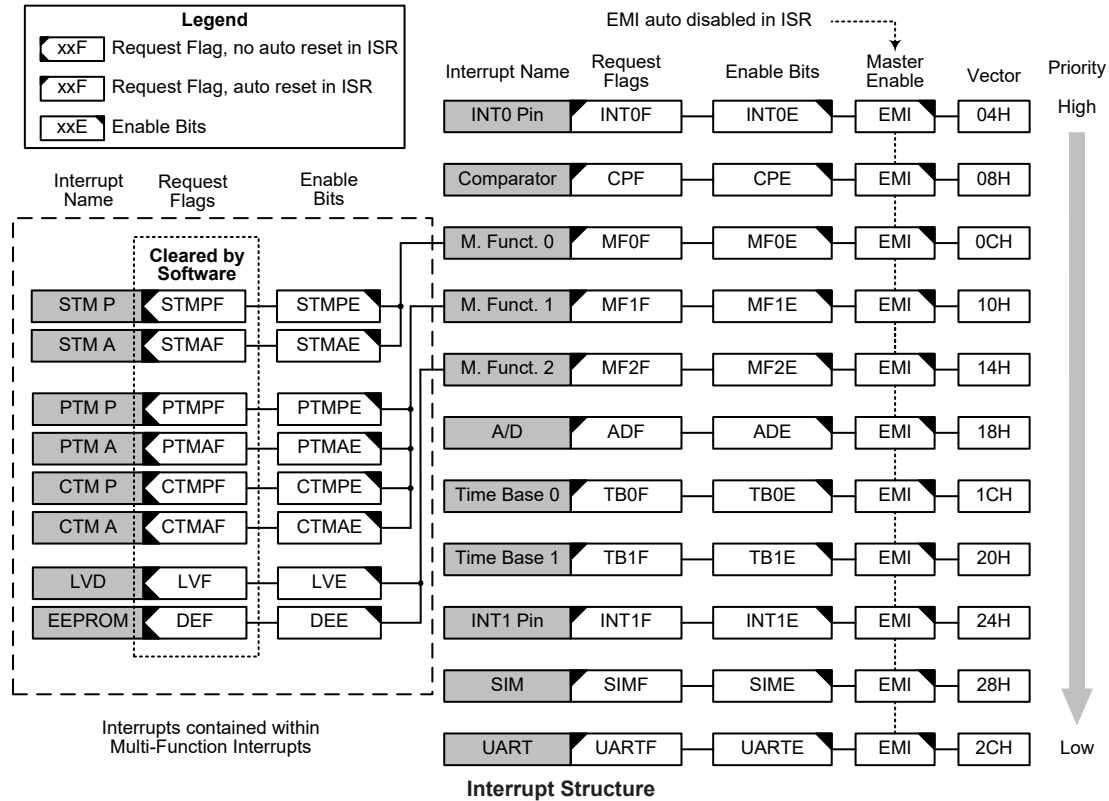 Legend
xxF Request Flag, no auto reset in ISR
xxF Request Flag, auto reset in ISR
xxE Enable Bits
EMI auto disabled in ISR
Interrupt Name Request Flags Enable Bits Master Enable Vector Priority
INT0 Pin INT0F INT0E EMI 04H High
Comparator CPF CPE EMI 08H
M. Funct. 0 MF0F MF0E EMI 0CH
M. Funct. 1 MF1F MF1E EMI 10H
M. Funct. 2 MF2F MF2E EMI 14H
A/D ADF ADE EMI 18H
Time Base 0 TB0F TB0E EMI 1CH
Time Base 1 TB1F TB1E EMI 20H
INT1 Pin INT1F INT1E EMI 24H
SIM SIMF SIME EMI 28H
UART UARTF UARTE EMI 2CH Low
Interrupt Name Request Flags Enable Bits
Cleared by
Software
STM P STMPF STMPE
STM A STMAF STMAE
PTM P PTMPF PTMPE
PTM A PTMAF PTMAE
CTM P CTMPF CTMPE
CTM A CTMAF CTMAE
LVD LVF LVE
EEPROM DEF DEE
Interrupts contained within
Multi-Function Interrupts
Interrupt Structure